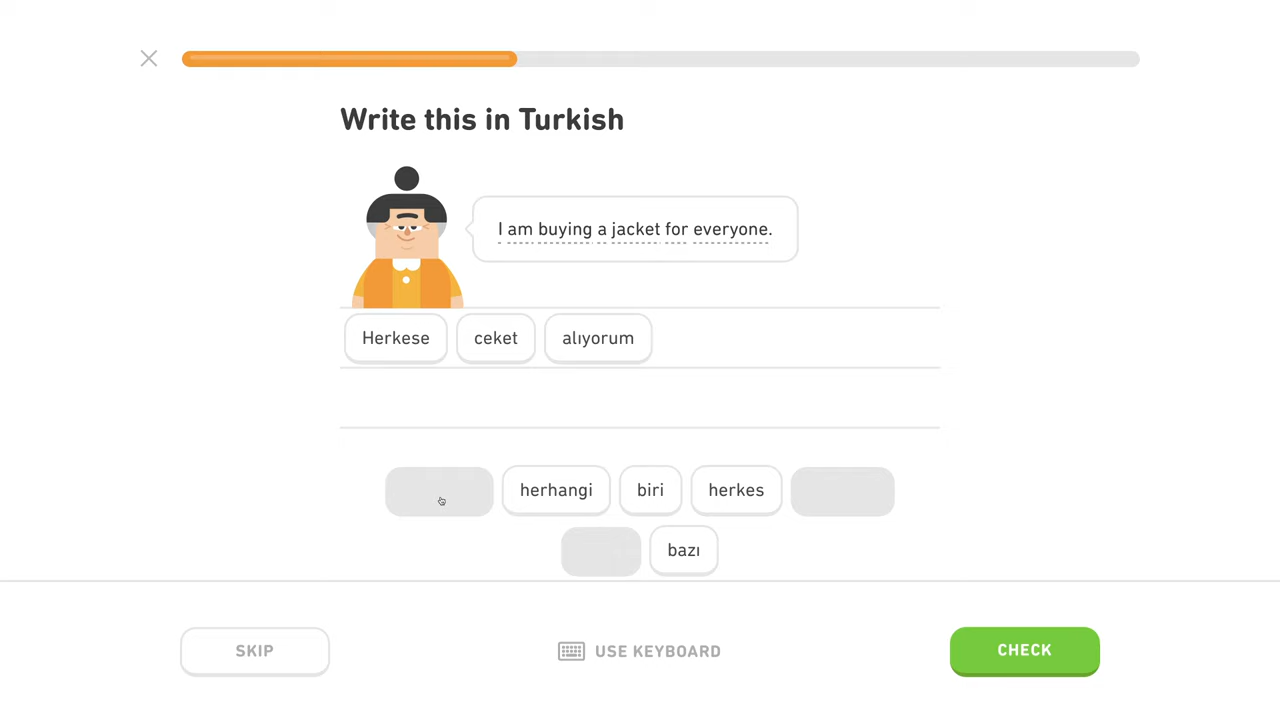 Write this in Turkish
I am buying a jacket for everyone.
Herkese ceket alıyorum
herhangi biri herkes
bazı
SKIP USE KEYBOARD CHECK